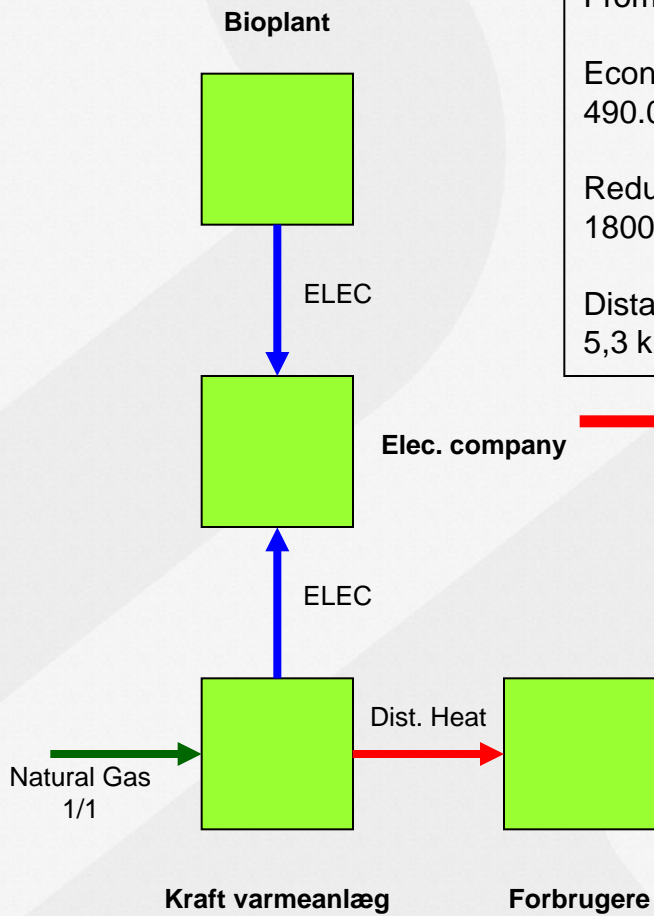 Bioplant
Econ
490.0
Redu
1800
Dista
5,3 k
ELEC
Elec. company
ELEC
Dist. Heat
Natural Gas
1/1
Kraft varmeanlæg
Forbrugere